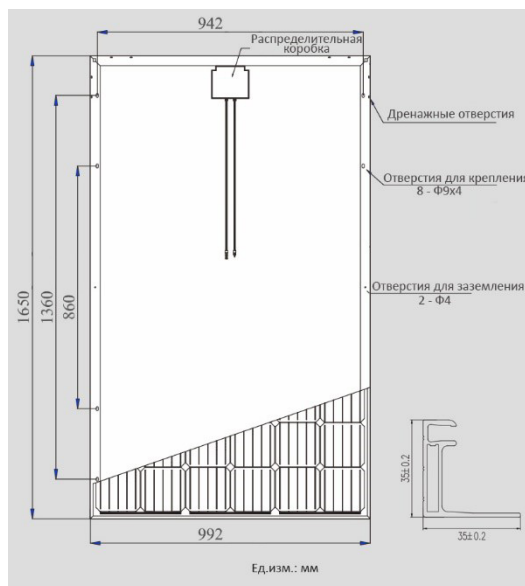 942
Распределительная
коробка
Дренажные отверстия
Отверстия для крепления
8 - Ф9х4
Отверстия для заземления
2 - Ф4
1650
1360
860
992
35±0.2
35±0.2
Ед.изм.: мм